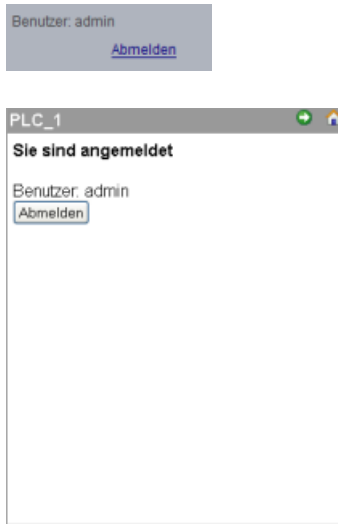 Benutzer: admin
Abmelden
PLC_1
Sie sind angemeldet
Benutzer: admin
Abmelden